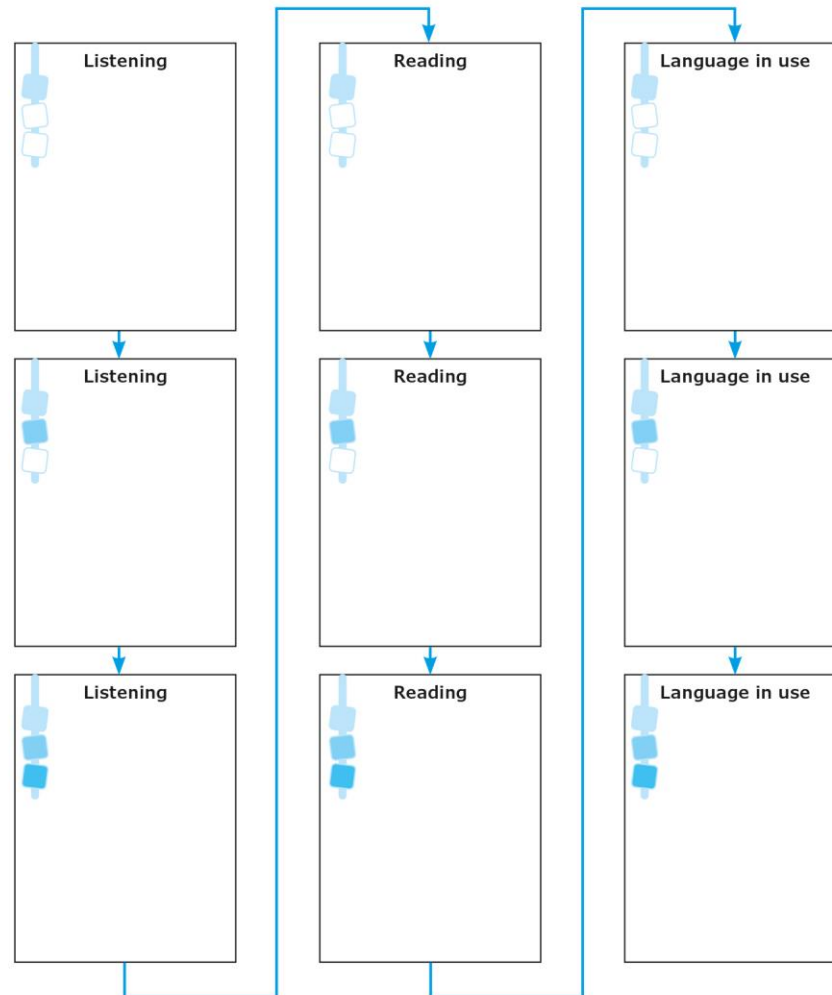 Listening
Listening
Listening
Reading
Reading
Reading
Language in use
Language in use
Language in use